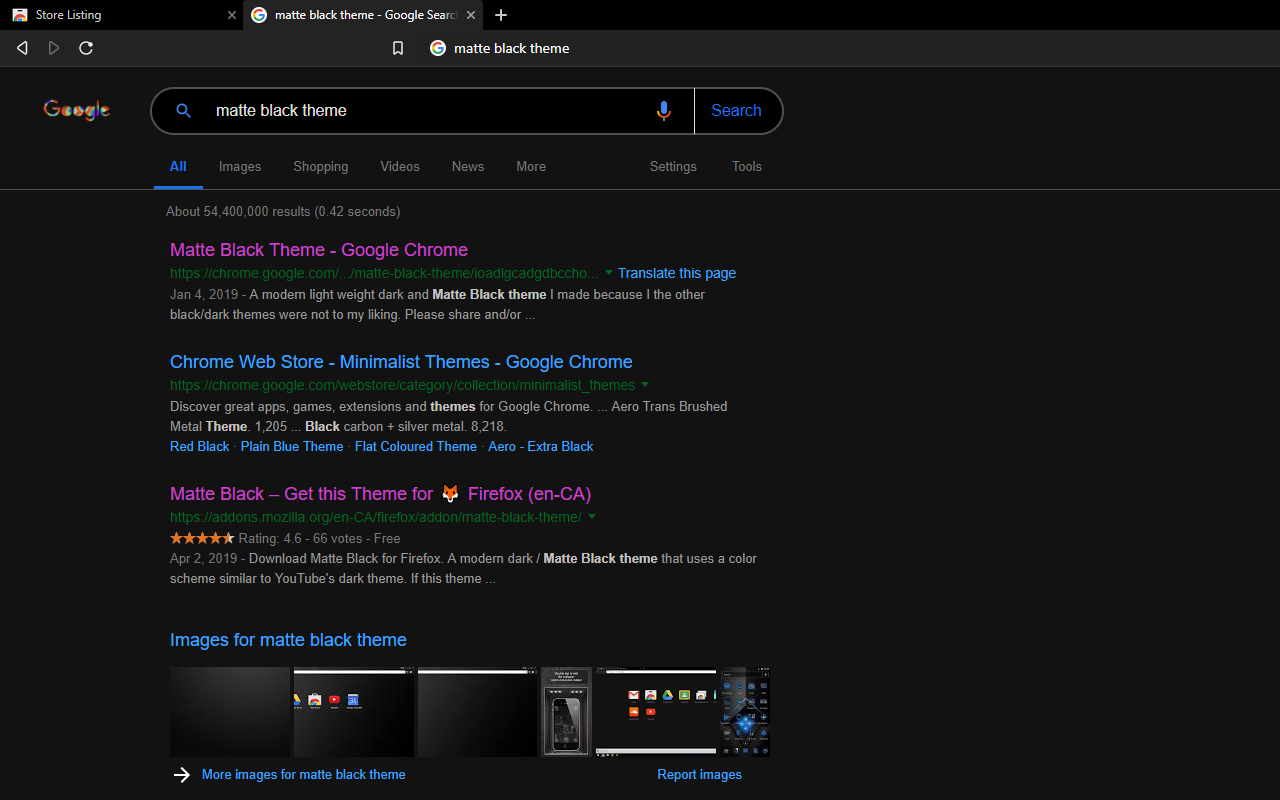 Store Listing
matte black theme - Google Searc
matte black theme
Google
matte black theme
Search
All Images Shopping Videos News More Settings Tools
About 54,400,000 results (0.42 seconds)
Matte Black Theme - Google Chrome
https://chrome.google.com/.../matte-black-theme/ioadlgcadgdbccho... Translate this page
Jan 4, 2019 - A modern light weight dark and Matte Black theme I made because I the other
black/dark themes were not to my liking. Please share and/or ...
Chrome Web Store - Minimalist Themes - Google Chrome
https://chrome.google.com/webstore/category/collection/minimalist_themes
Discover great apps, games, extensions and themes for Google Chrome. ... Aero Trans Brushed
Metal Theme. 1,205 ... Black carbon + silver metal. 8,218.
Red Black · Plain Blue Theme · Flat Coloured Theme · Aero - Extra Black
Matte Black – Get this Theme for 🦊 Firefox (en-CA)
https://addons.mozilla.org/en-CA/firefox/addon/matte-black-theme/
Rating: 4.6 - 66 votes - Free
Apr 2, 2019 - Download Matte Black for Firefox. A modern dark / Matte Black theme that uses a color
scheme similar to YouTube's dark theme. If this theme ...
Images for matte black theme
More images for matte black theme
Report images